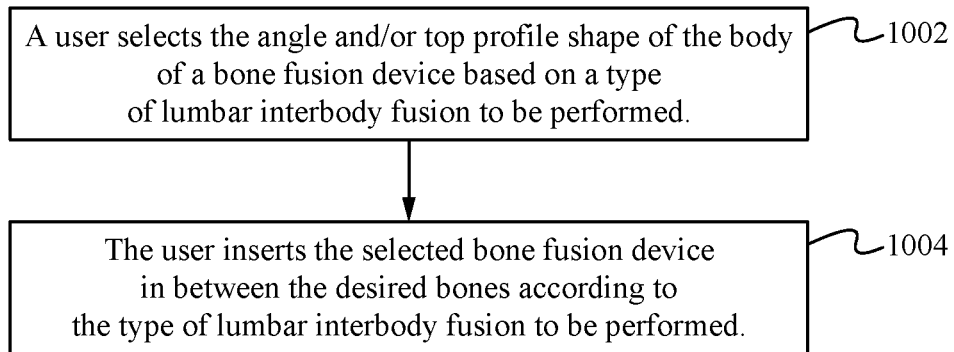 A user selects the angle and/or top profile shape of the body
of a bone fusion device based on a type
of lumbar interbody fusion to be performed.
1002
The user inserts the selected bone fusion device
in between the desired bones according to
the type of lumbar interbody fusion to be performed.
1004